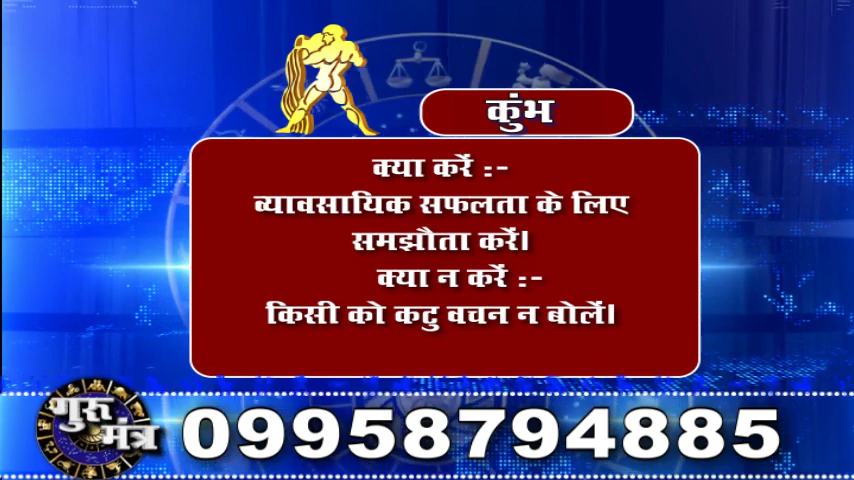 कुंभ
क्या करें :-
व्यावसायिक सफलता के लिए
समझौता करें।
क्या न करें :-
किसी को कटु वचन न बोलें।
गुरु
मंत्र
09958794885